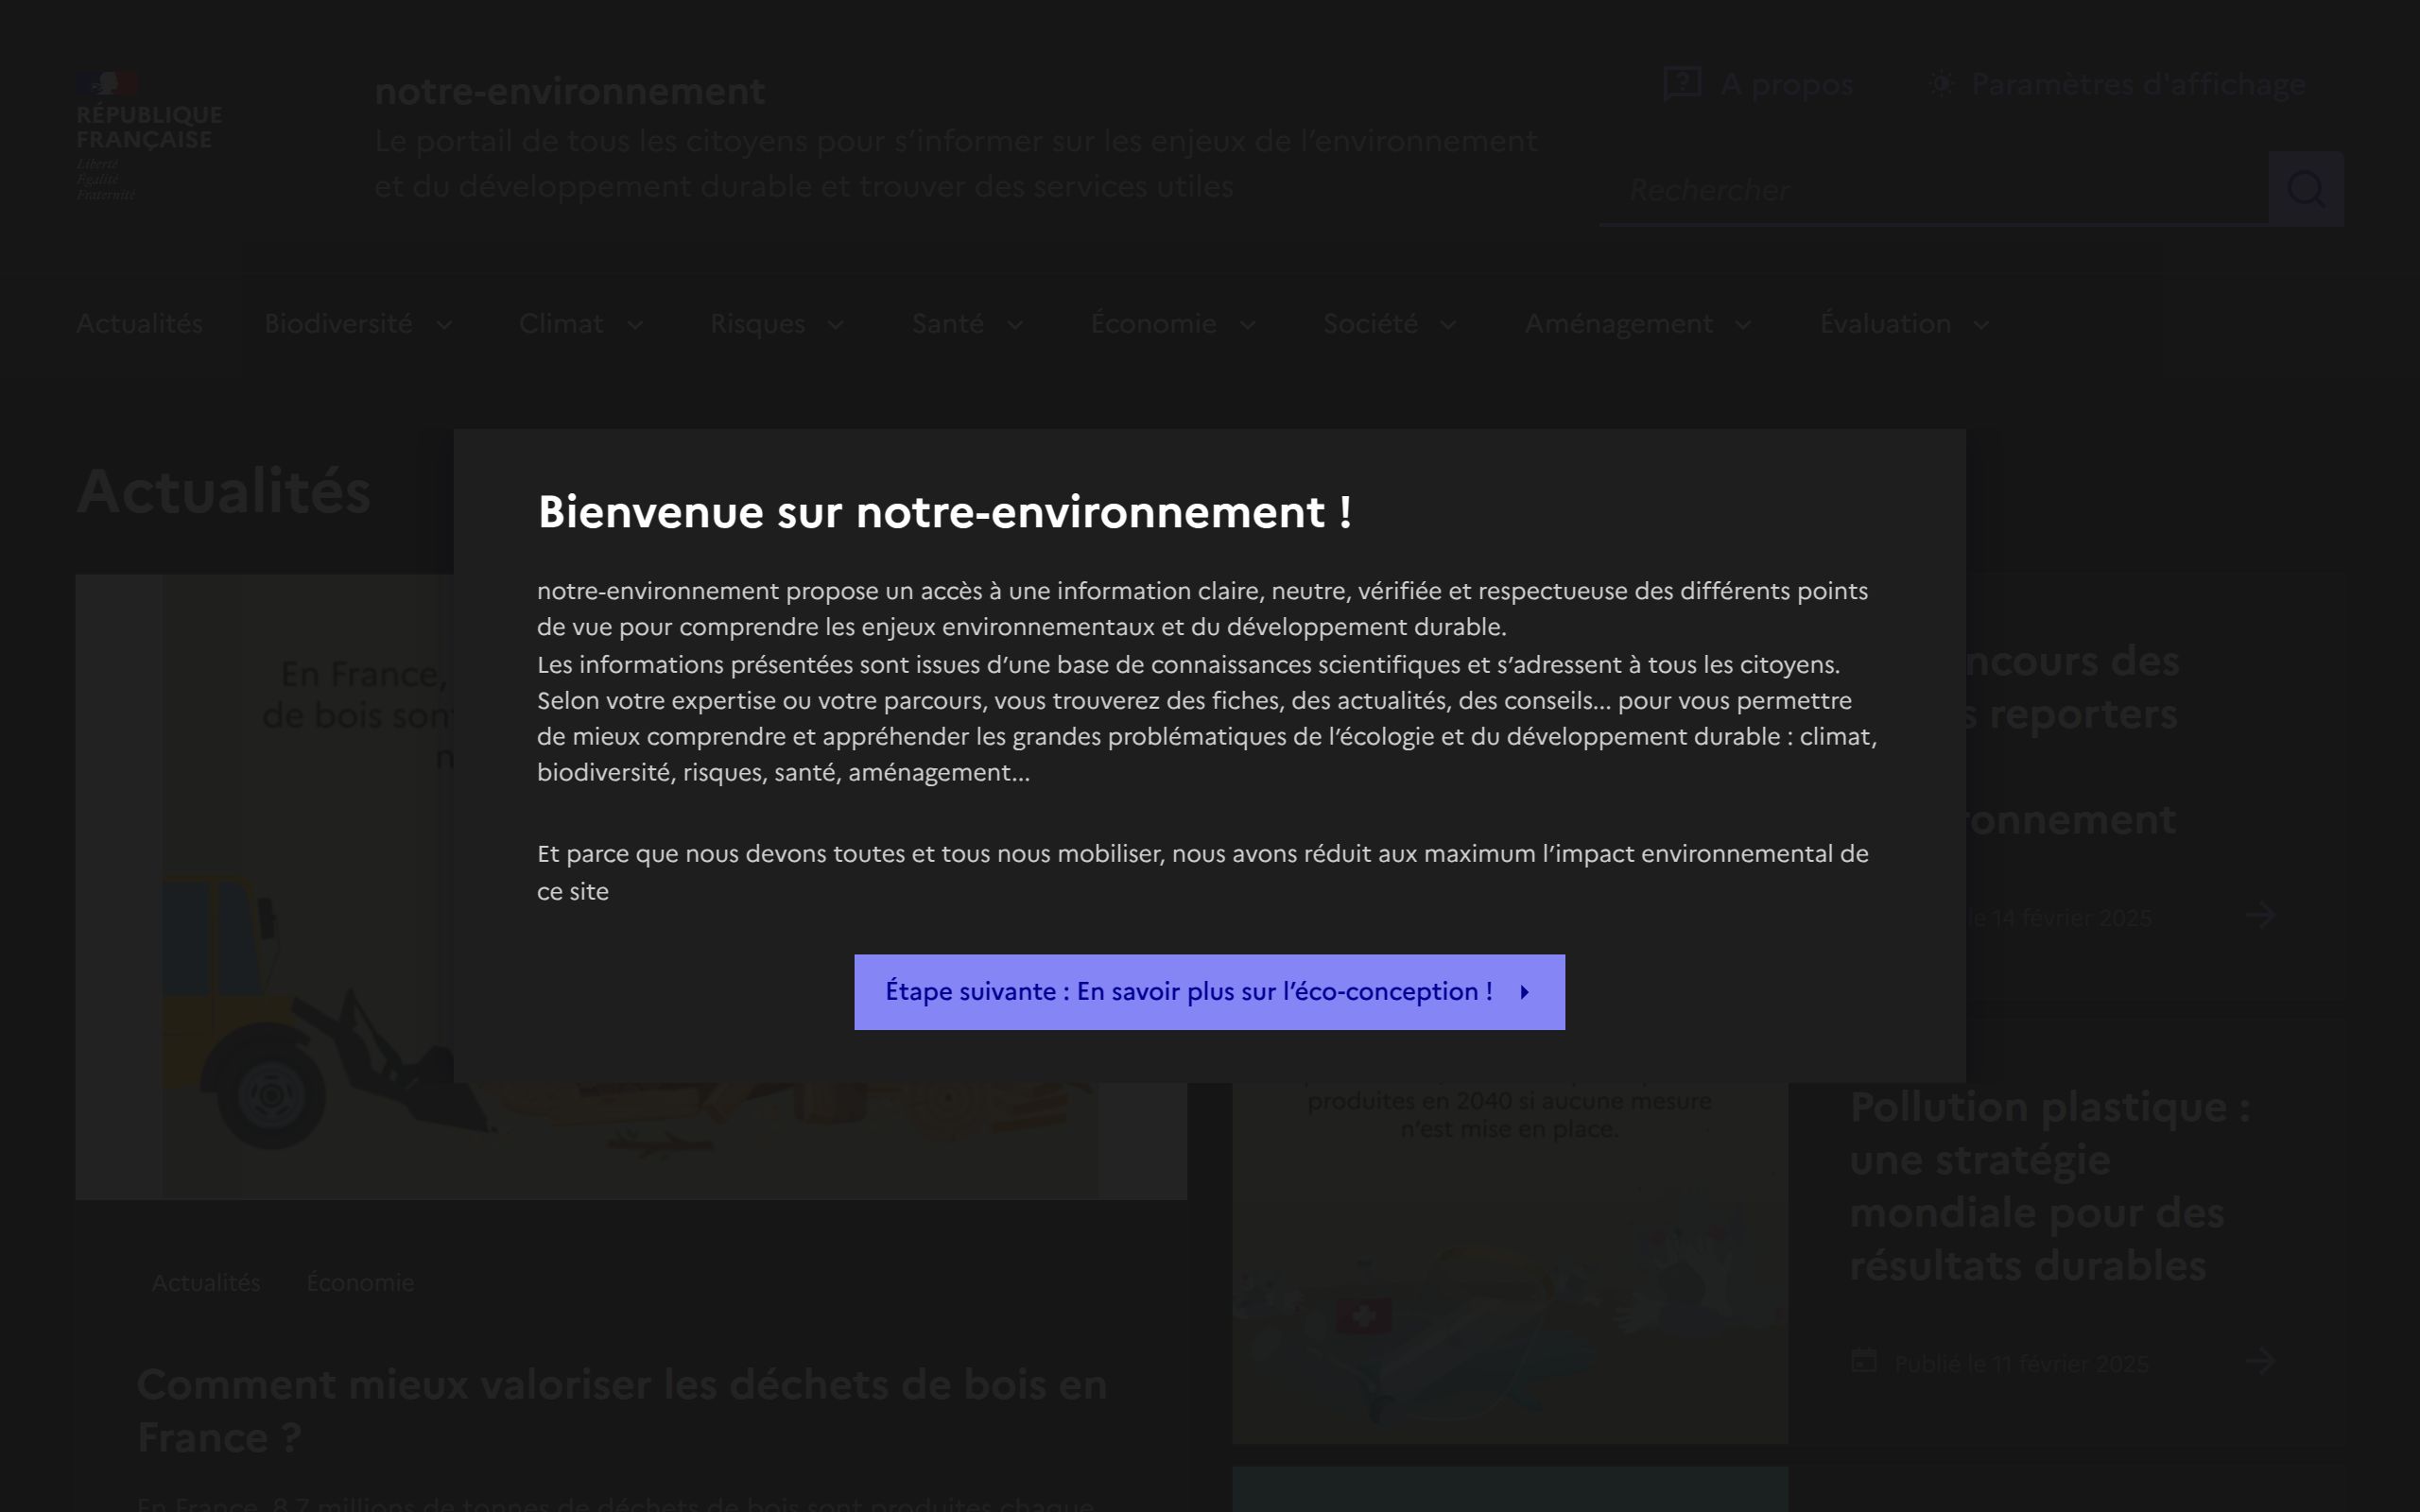 RÉPUBLIQUE
FRANÇAISE
Liberté
Égalité
Fraternité
notre-environnement
Le portail de tous les citoyens pour s’informer sur les enjeux de l’environnement
et du développement durable et trouver des services utiles
A propos
Paramètres d'affichage
Rechercher
Actualités
Biodiversité
Climat
Risques
Santé
Économie
Société
Aménagement
Évaluation
Actualités
Bienvenue sur notre-environnement !
notre-environnement propose un accès à une information claire, neutre, vérifiée et respectueuse des différents points
de vue pour comprendre les enjeux environnementaux et du développement durable.
Les informations présentées sont issues d’une base de connaissances scientifiques et s’adressent à tous les citoyens.
Selon votre expertise ou votre parcours, vous trouverez des fiches, des actualités, des conseils... pour vous permettre
de mieux comprendre et appréhender les grandes problématiques de l’écologie et du développement durable : climat,
biodiversité, risques, santé, aménagement...
Et parce que nous devons toutes et tous nous mobiliser, nous avons réduit aux maximum l’impact environnemental de
ce site
Étape suivante : En savoir plus sur l’éco-conception !
En France,
de bois son
n
Actualités
Économie
Comment mieux valoriser les déchets de bois en
France ?
En France, 8,7 millions de tonnes de déchets de bois sont produites chaque
ncours des
s reporters
ronnement
le 14 février 2025
produites en 2040 si aucune mesure
n’est mise en place.
Pollution plastique :
une stratégie
mondiale pour des
résultats durables
Publié le 11 février 2025